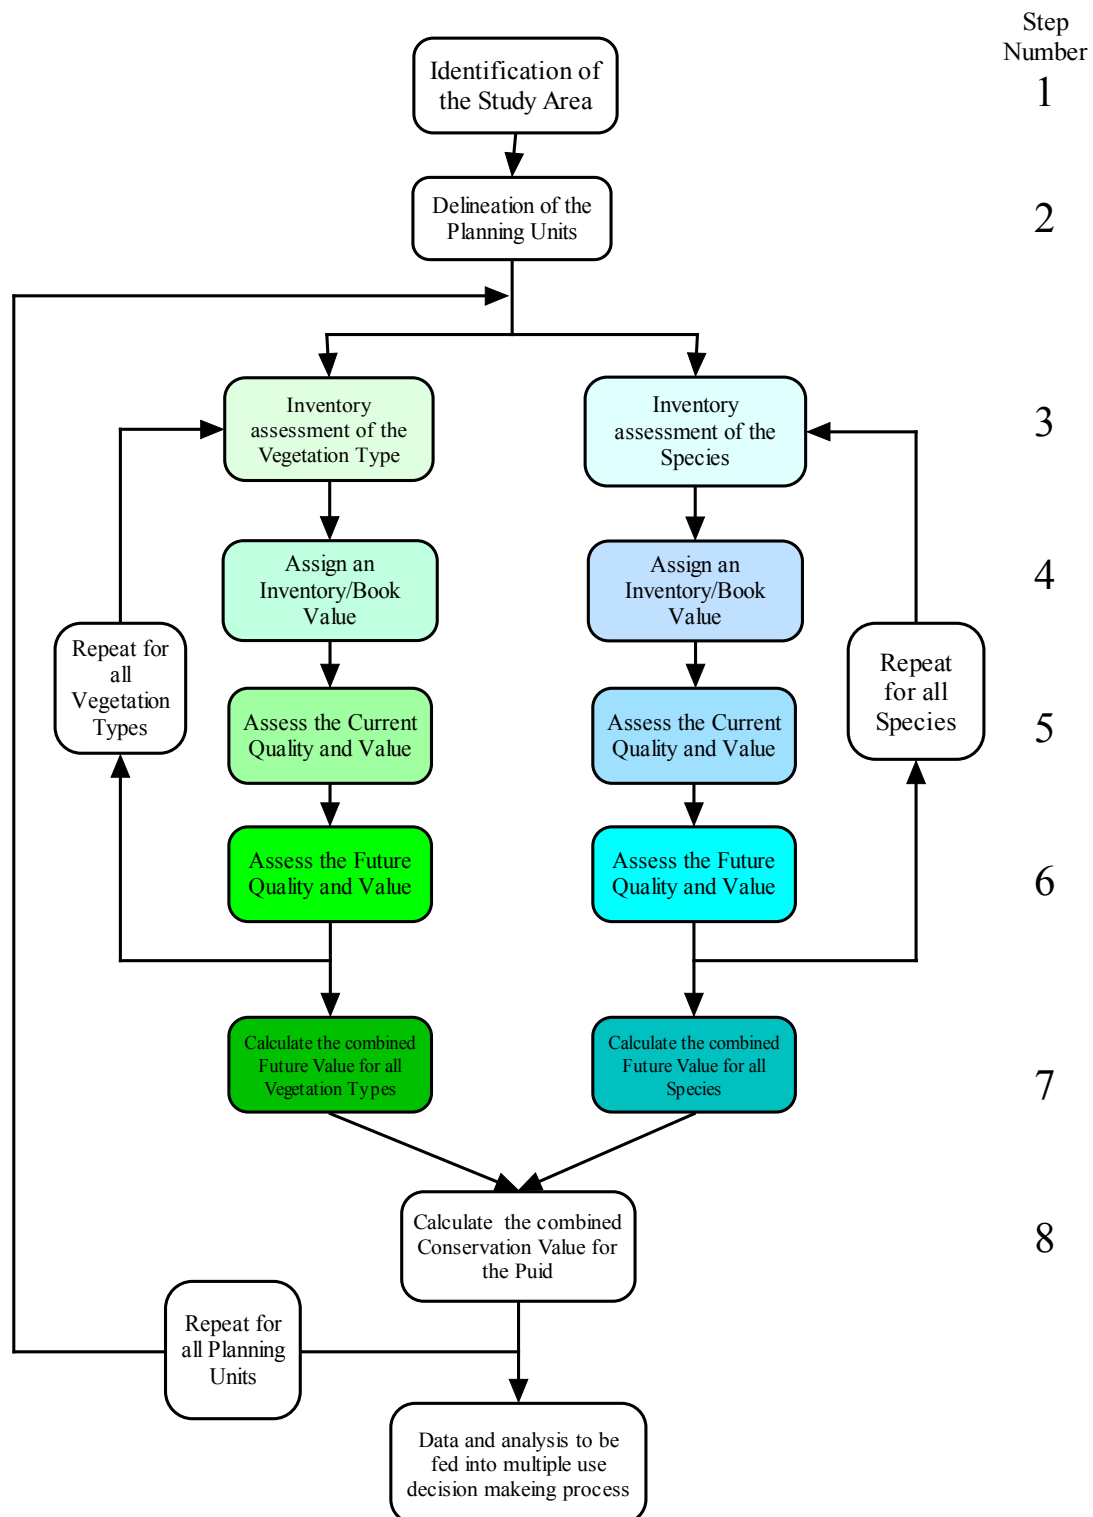 Step
Number
Identification of
the Study Area
1
Delineation of the
Planning Units
2
Inventory
assessment of the
Vegetation Type
Inventory
assessment of the
Species
3
Assign an
Inventory/Book
Value
Assign an
Inventory/Book
Value
4
Repeat for
all
Vegetation
Types
Assess the Current
Quality and Value
Assess the Current
Quality and Value
Repeat
for all
Species
5
Assess the Future
Quality and Value
Assess the Future
Quality and Value
6
Calculate the combined
Future Value for all
Vegetation Types
Calculate the combined
Future Value for all
Species
7
Calculate the combined
Conservation Value for
the Puid
8
Repeat for
all Planning
Units
Data and analysis to be
fed into multiple use
decision makeing process